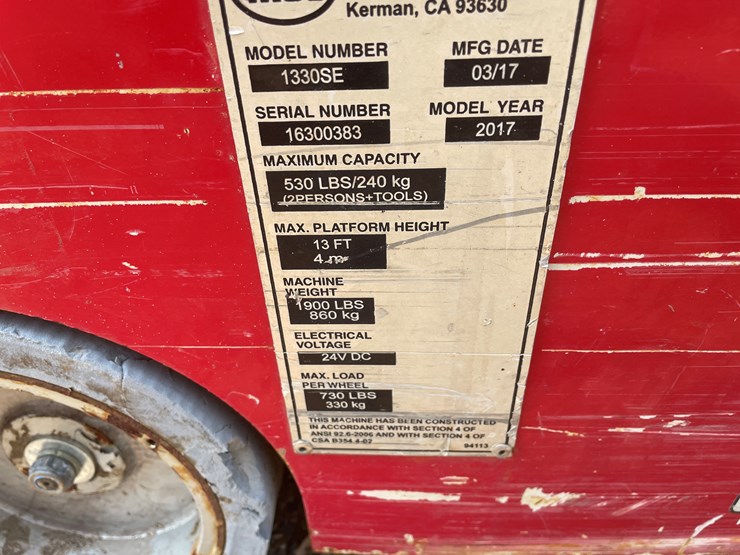 Kerman, CA 93630
MODEL NUMBER MFG DATE
1330SE 03/17
SERIAL NUMBER MODEL YEAR
16300383 2017
MAXIMUM CAPACITY
530 LBS/240 kg
(2PERSONS+TOOLS)
MAX. PLATFORM HEIGHT
13 FT
4 m
MACHINE
WEIGHT
1900 LBS
860 kg
ELECTRICAL
VOLTAGE
24V DC
MAX. LOAD
PER WHEEL
730 LBS
330 kg
THIS MACHINE HAS BEEN CONSTRUCTED
IN ACCORDANCE WITH SECTION 4 OF
ANSI 92.6-2006 AND WITH SECTION 4 OF
CSA B354.4-02 94113